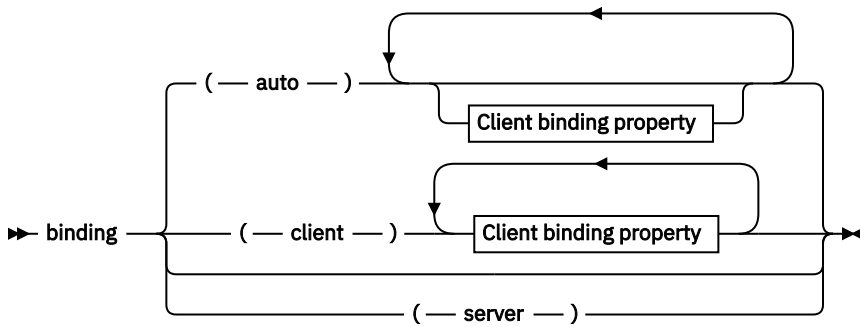 ( auto )
Client binding property
binding ( client ) Client binding property
( server )